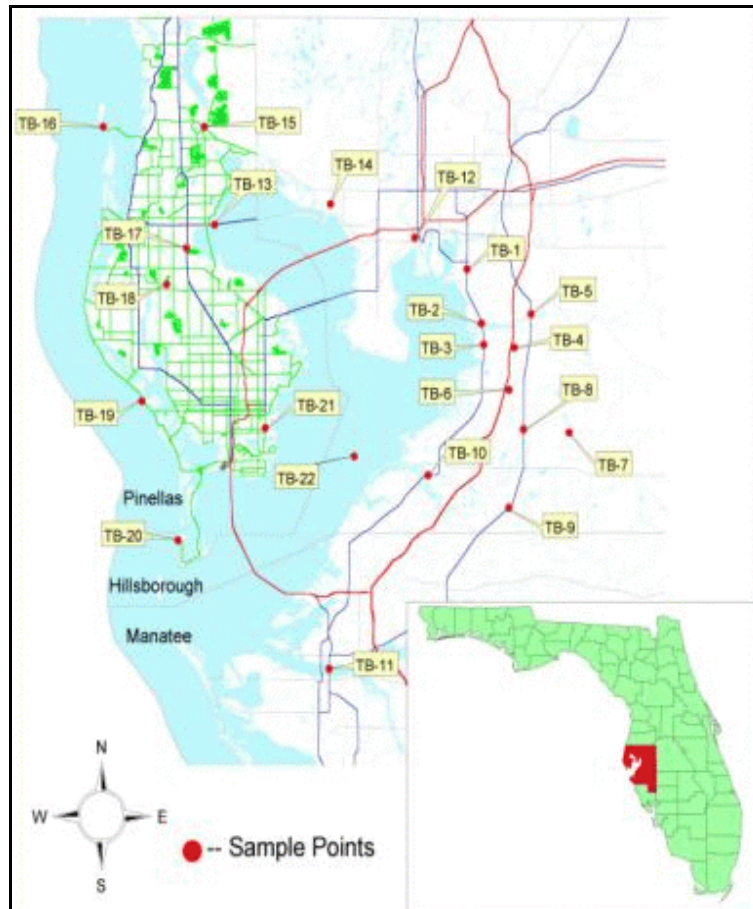 TB-16
TB-15
TB-14
TB-12
TB-13
TB-17
TB-1
TB-18
TB-2
TB-5
TB-3
TB-4
TB-6
TB-19
TB-21
TB-8
TB-10
TB-22
TB-7
Pinellas
TB-9
TB-20
Hillsborough
Manatee
TB-11
N
W
E
S
-- Sample Points